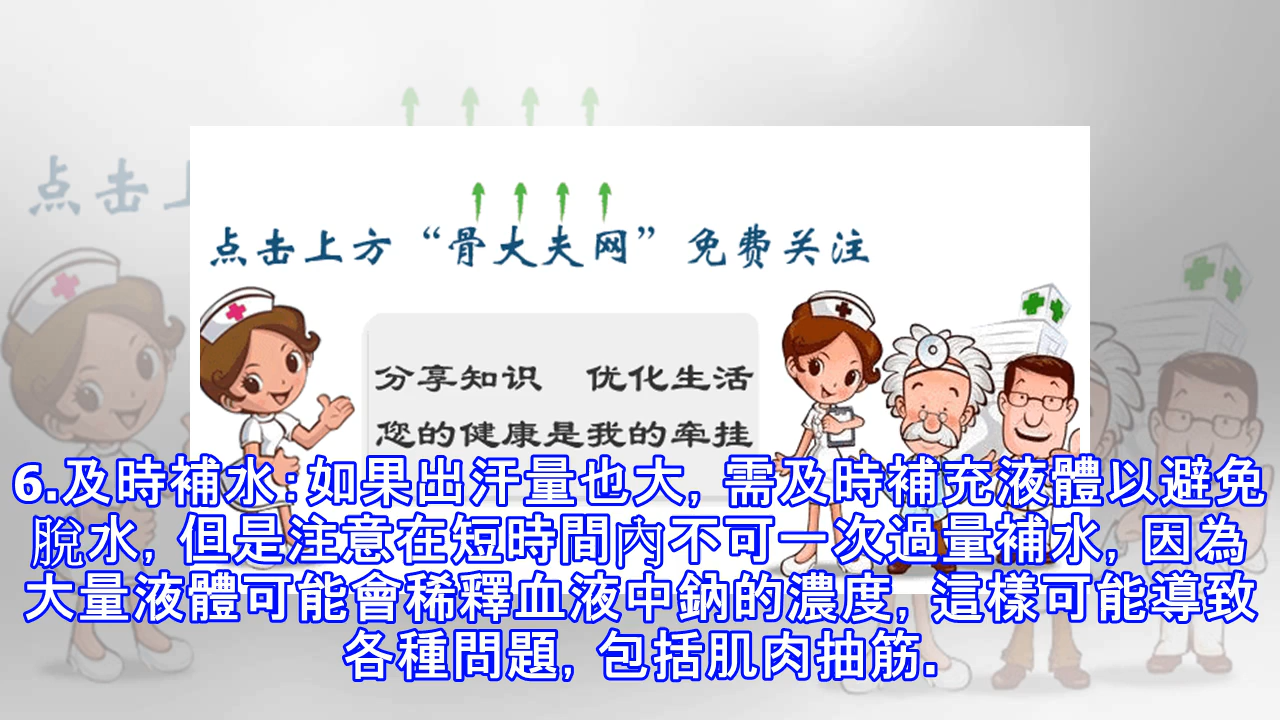 点击上方“骨大夫网”免费关注
分享知识 优化生活
您的健康是我的牵挂
6.及時補水:如果出汗量也大, 需及時補充液體以避免
脫水, 但是注意在短時間內不可一次過量補水, 因為
大量液體可能會稀釋血液中鈉的濃度, 這樣可能導致
各種問題, 包括肌肉抽筋.
点击上